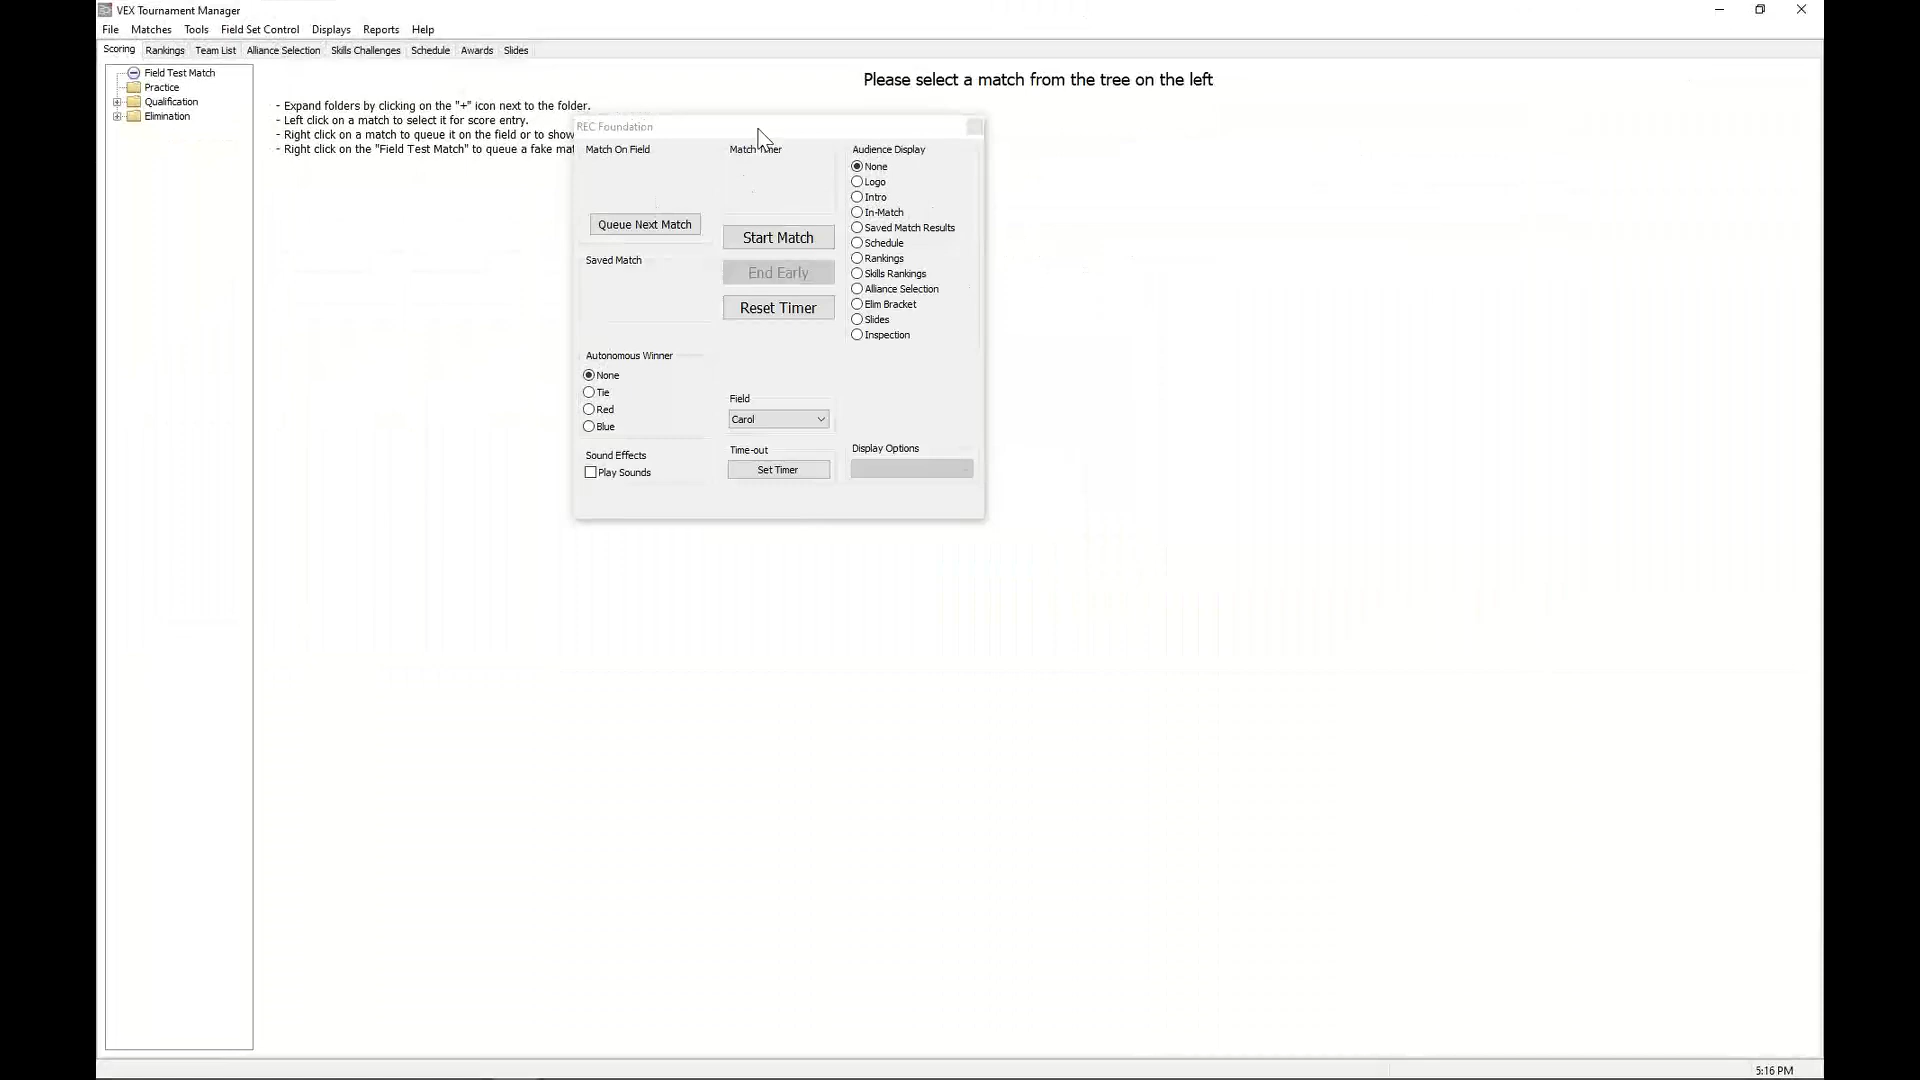 VEX Tournament Manager
File Matches Tools Field Set Control Displays Reports Help
Scoring Rankings Team List Alliance Selection Skills Challenges Schedule Awards Slides
Field Test Match
Practice
Qualification
Elimination
Please select a match from the tree on the left
- Expand folders by clicking on the "+" icon next to the folder.
- Left click on a match to select it for score entry.
- Right click on a match to queue it on the field or to show
- Right click on the "Field Test Match" to queue a fake mat
REC Foundation
Match On Field
Queue Next Match
Saved Match
Autonomous Winner
None
Tie
Red
Blue
Sound Effects
Play Sounds
Match Timer
Start Match
End Early
Reset Timer
Field
Carol
Time-out
Set Timer
Audience Display
None
Logo
Intro
In-Match
Saved Match Results
Schedule
Rankings
Skills Rankings
Alliance Selection
Elim Bracket
Slides
Inspection
Display Options
5:16 PM